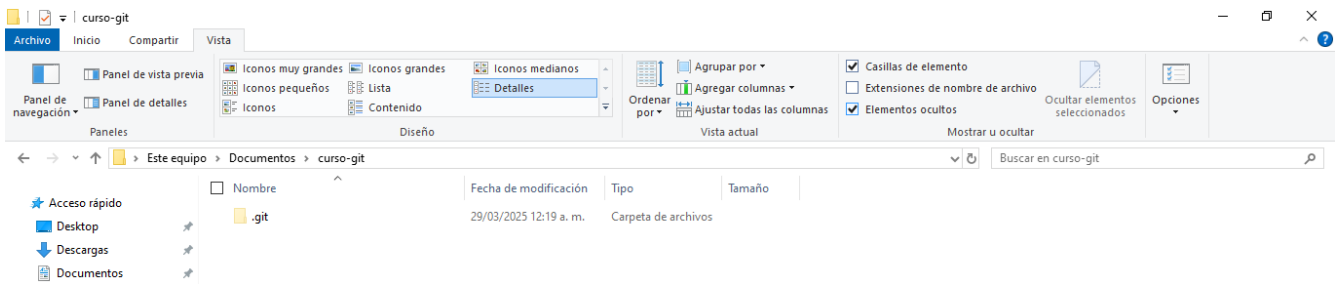 curso-git
Archivo Inicio Compartir Vista
Panel de navegación
Panel de vista previa
Panel de detalles
Paneles
Iconos muy grandes Iconos grandes Iconos medianos
Iconos pequeños Lista Detalles
Iconos Contenido
Diseño
Ordenar por
Agrupar por
Agregar columnas
Ajustar todas las columnas
Vista actual
Casillas de elemento
Extensiones de nombre de archivo
Elementos ocultos
Ocultar elementos seleccionados
Mostrar u ocultar
Opciones
Este equipo > Documentos > curso-git
Buscar en curso-git
Nombre Fecha de modificación Tipo Tamaño
.git 29/03/2025 12:19 a. m. Carpeta de archivos
Acceso rápido
Desktop
Descargas
Documentos